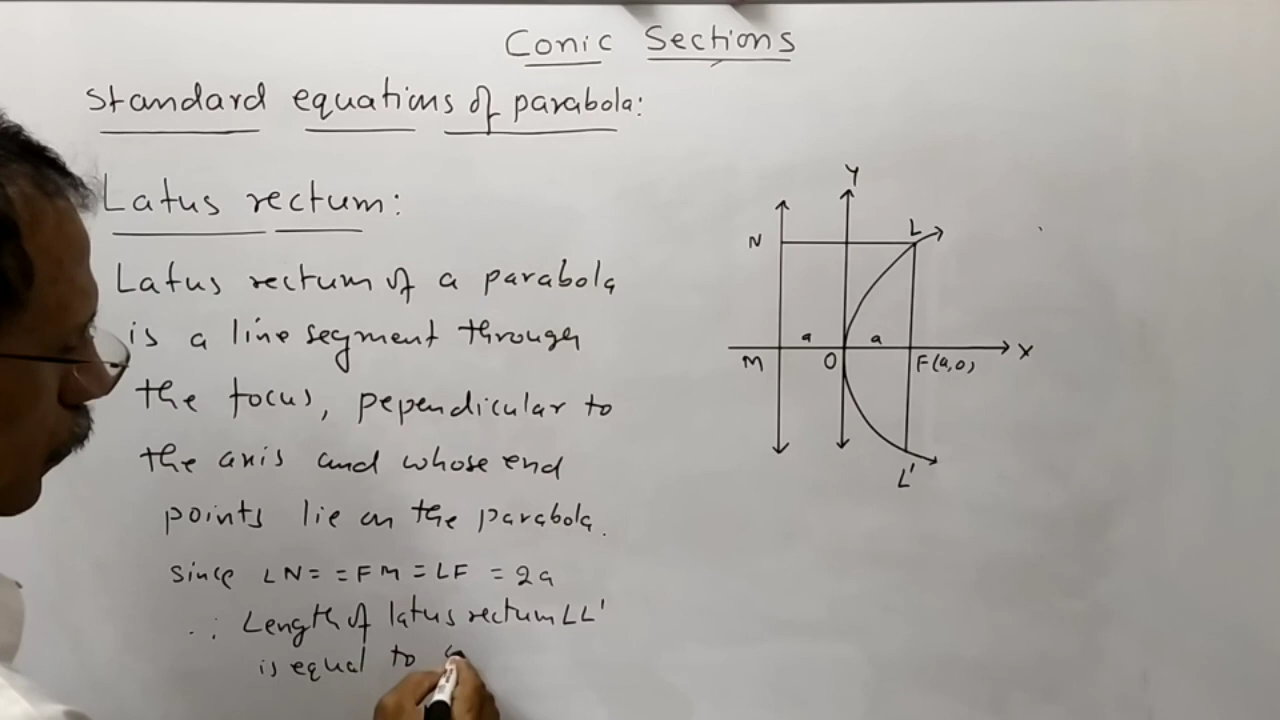 Conic Sections
Standard equations of parabola:
Latus rectum:
Latus rectum of a parabola
is a line segment through
the focus, pependicular to
the axis and whose end
points lie on the parabola.
Since LN= =FM=LF =2a
∴ Length of latus rectum LL'
is equal to
Y
N
L
a
a
M
O
F(a,0)
X
L'